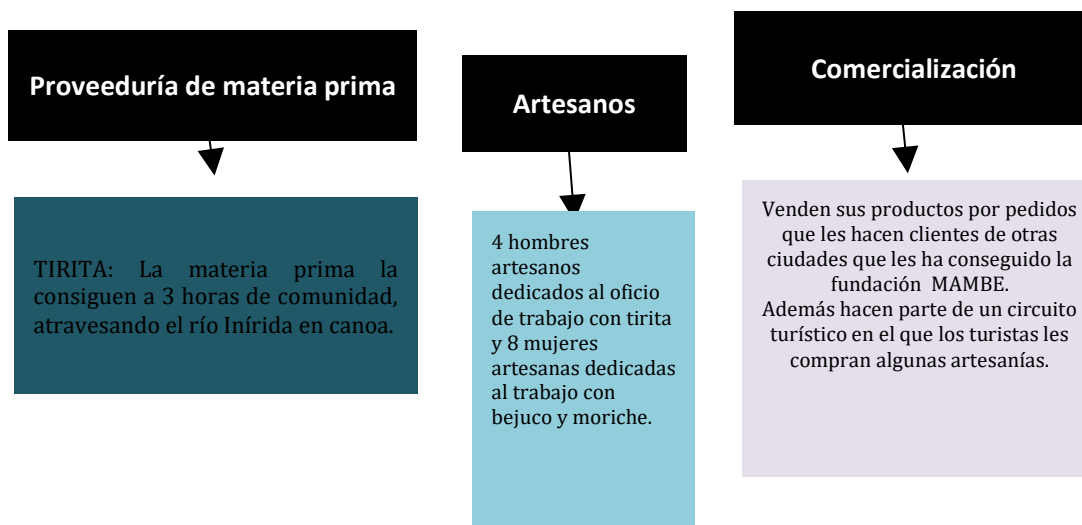 Proveeduría de materia prima
TIRITA: La materia prima la
consiguen a 3 horas de comunidad,
atravesando el río Inírida en canoa.
Artesanos
4 hombres
artesanos
dedicados al oficio
de trabajo con tirita
y 8 mujeres
artesanas dedicadas
al trabajo con
bejuco y moriche.
Comercialización
Venden sus productos por pedidos
que les hacen clientes de otras
ciudades que les ha conseguido la
fundación MAMBE.
Además hacen parte de un circuito
turístico en el que los turistas les
compran algunas artesanías.